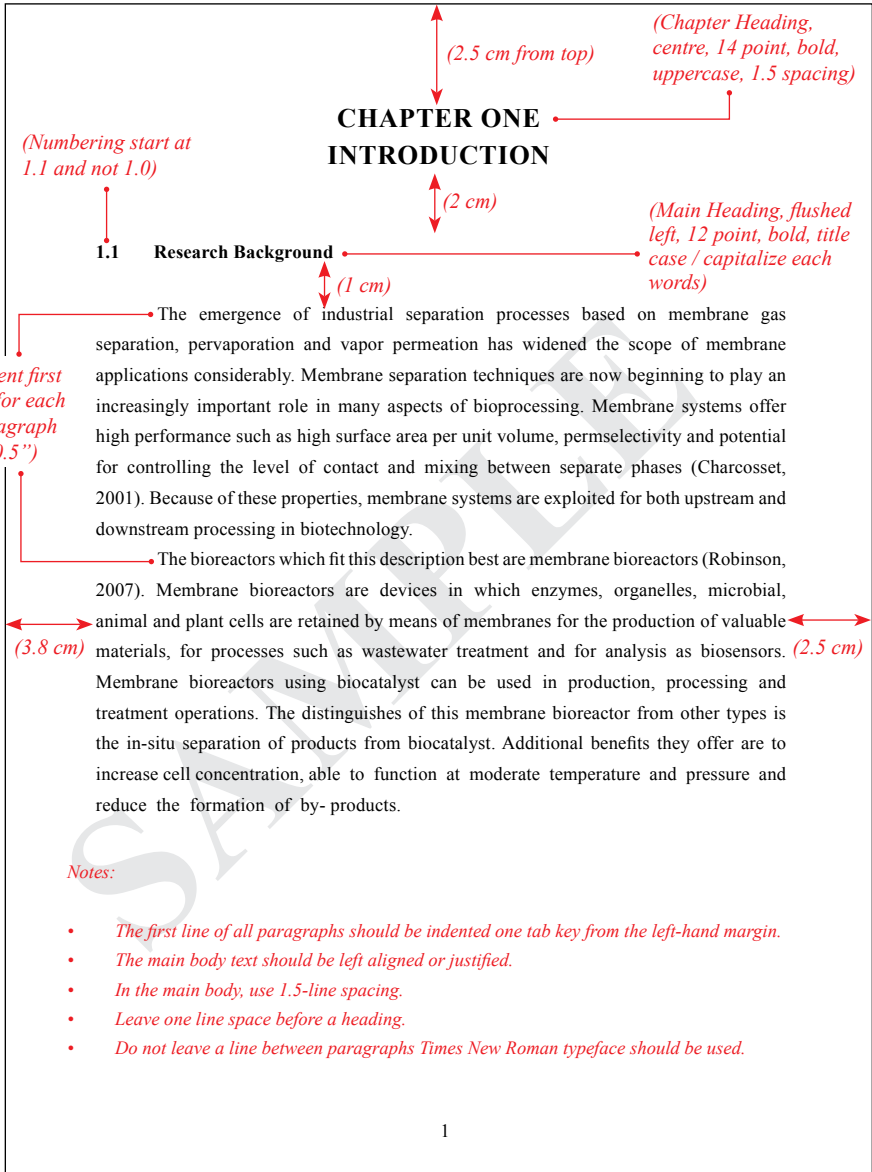 (2.5 cm from top)
(Chapter Heading,
centre, 14 point, bold,
uppercase, 1.5 spacing)
CHAPTER ONE
INTRODUCTION
(Numbering start at
1.1 and not 1.0)
(2 cm)
(Main Heading, flushed
left, 12 point, bold, title
case / capitalize each
words)
1.1 Research Background
(1 cm)
The emergence of industrial separation processes based on membrane gas
separation, pervaporation and vapor permeation has widened the scope of membrane
applications considerably. Membrane separation techniques are now beginning to play an
increasingly important role in many aspects of bioprocessing. Membrane systems offer
high performance such as high surface area per unit volume, permselectivity and potential
for controlling the level of contact and mixing between separate phases (Charcosset,
2001). Because of these properties, membrane systems are exploited for both upstream and
downstream processing in biotechnology.
ent first
for each
agraph
0.5”)
The bioreactors which fit this description best are membrane bioreactors (Robinson,
2007). Membrane bioreactors are devices in which enzymes, organelles, microbial,
animal and plant cells are retained by means of membranes for the production of valuable
materials, for processes such as wastewater treatment and for analysis as biosensors.
Membrane bioreactors using biocatalyst can be used in production, processing and
treatment operations. The distinguishes of this membrane bioreactor from other types is
the in-situ separation of products from biocatalyst. Additional benefits they offer are to
increase cell concentration, able to function at moderate temperature and pressure and
reduce the formation of by- products.
(3.8 cm)
(2.5 cm)
SAMPLE
Notes:
• The first line of all paragraphs should be indented one tab key from the left-hand margin.
• The main body text should be left aligned or justified.
• In the main body, use 1.5-line spacing.
• Leave one line space before a heading.
• Do not leave a line between paragraphs Times New Roman typeface should be used.
1